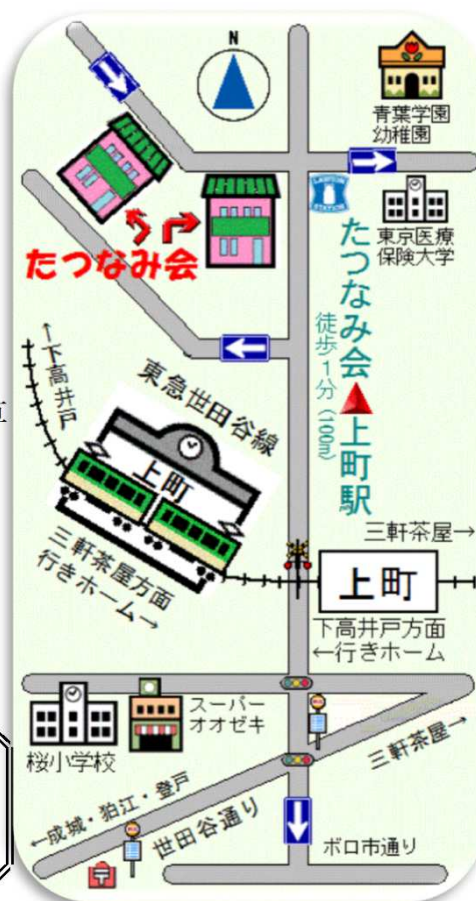 N
青葉学園
幼稚園
LAWSON
STATION
東京医療
保険大学
たつなみ会
たつなみ会▲上町駅
徒歩1分(100m)
←下高井戸
東急世田谷線
上町
三軒茶屋方面
行きホーム→
三軒茶屋→
上町
下高井戸方面
←行きホーム
スーパー
オオゼキ
桜小学校
三軒茶屋→
←成城・狛江・登戸
世田谷通り
ボロ市通り